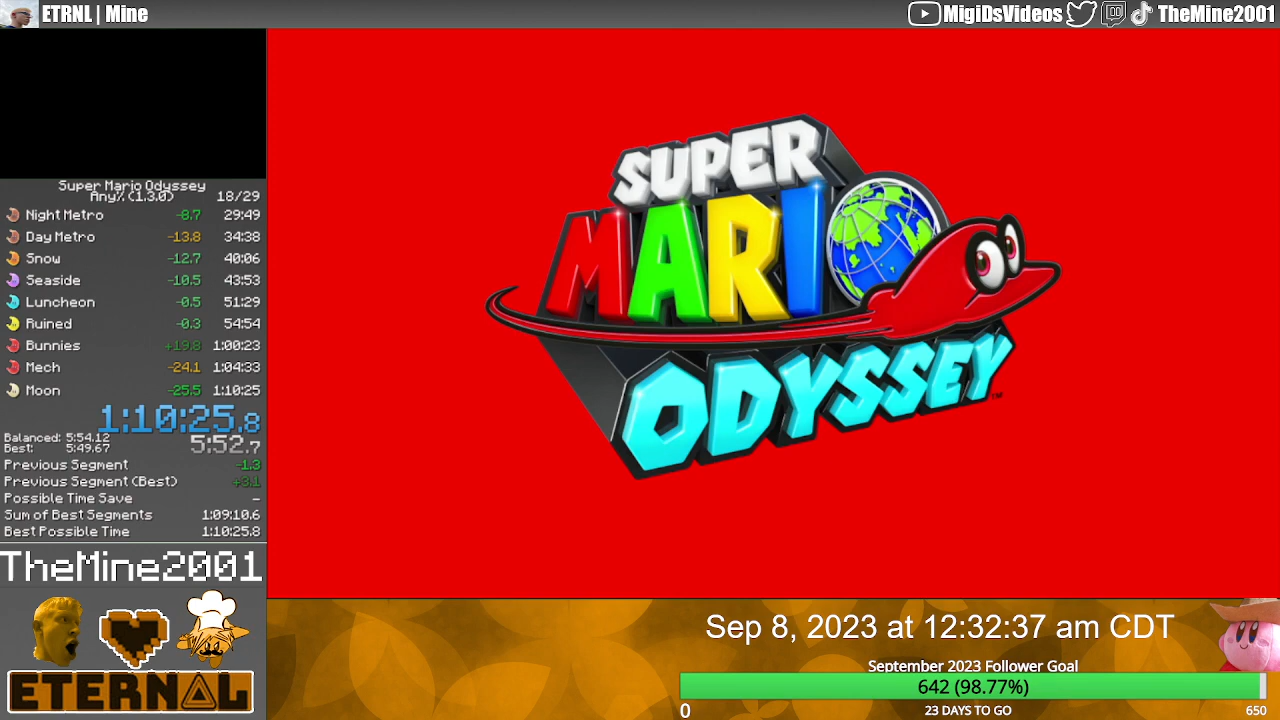 ETRNL | Mine
MigiDsVideos TheMine2001
Super Mario Odyssey
Any% (1.3.0) 18/29
Night Metro -8.7 29:49
Day Metro -13.8 34:38
Snow -12.7 40:06
Seaside -10.5 43:53
Luncheon -0.5 51:29
Ruined -0.3 54:54
Bunnies +19.8 1:00:23
Mech -24.1 1:04:33
Moon -25.5 1:10:25
1:10:25.8
Balanced: 5:54.12
Best: 5:49.67
5:52.7
Previous Segment -1.3
Previous Segment (Best) +3.1
Possible Time Save –
Sum of Best Segments 1:09:10.6
Best Possible Time 1:10:25.8
TheMine2001
ETERNAL
SUPER
MARIO
ODYSSEY™
Sep 8, 2023 at 12:32:37 am CDT
September 2023 Follower Goal
642 (98.77%)
0 23 DAYS TO GO 650